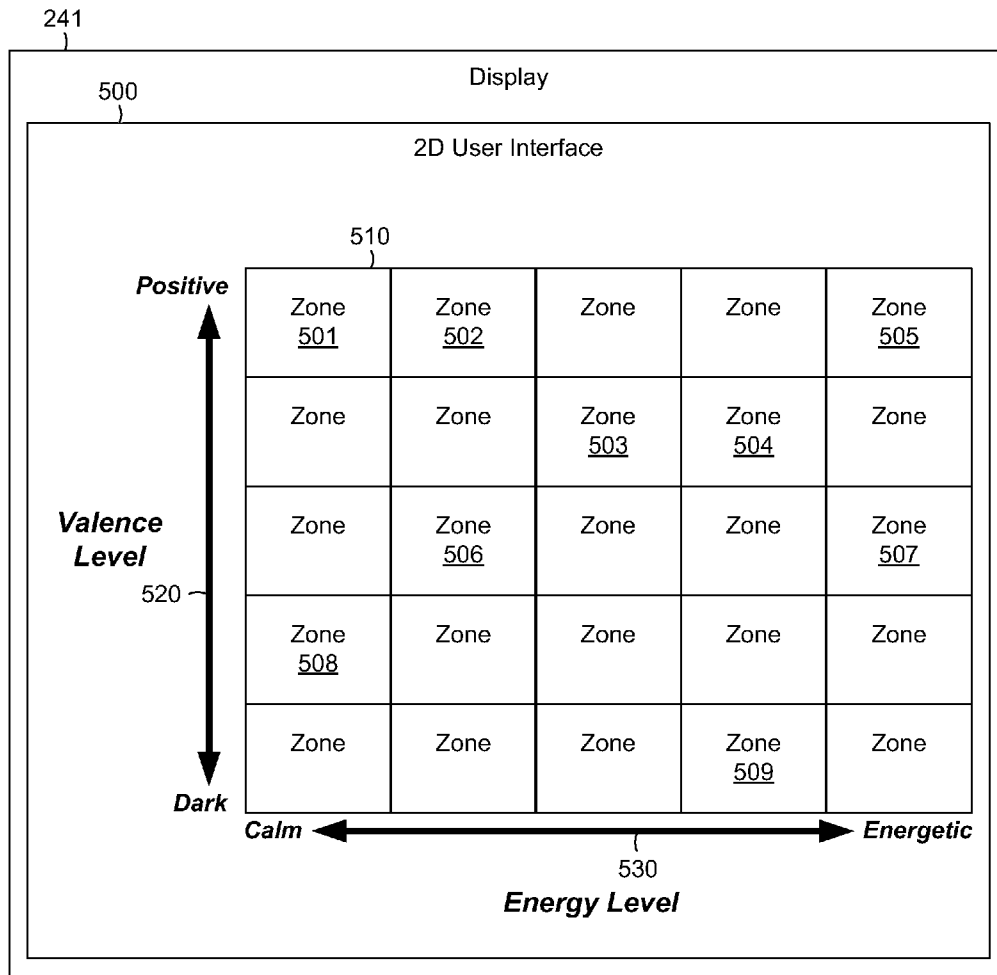 241
Display
500
2D User Interface
510
Positive
Zone Zone Zone Zone Zone
501 502 505
Zone Zone Zone Zone Zone
503 504
Valence
Level
Zone Zone Zone Zone Zone
506 507
520
Zone Zone Zone Zone Zone
508
Zone Zone Zone Zone Zone
509
Dark
Calm Energetic
530
Energy Level